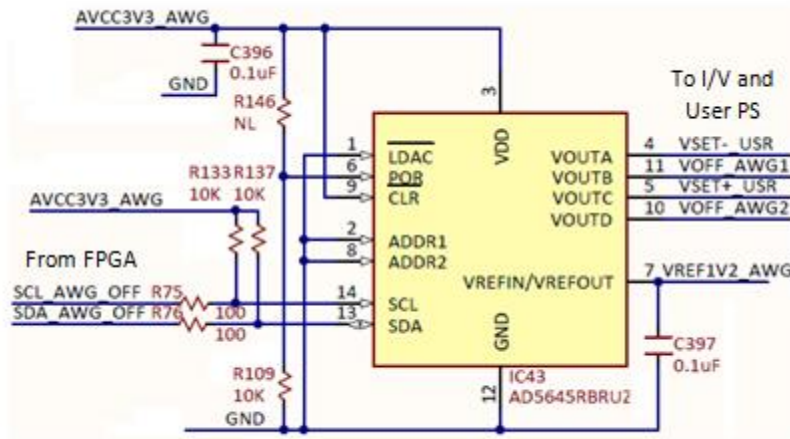 AVCC3V3_AWG
C396
0.1uF
GND
R146
NL
3
VDD
To I/V and
User PS
1 LDAC
6 POR
9 CLR
2 ADDR1
8 ADDR2
14 SCL
13 SDA
VOUTA 4 VSET-_USR
VOUTB 11 VOFF_AWG1
VOUTC 5 VSET+_USR
VOUTD 10 VOFF_AWG2
VREFIN/VREFOUT 7 VREF1V2_AWG
GND
12
R133 R137
10K 10K
AVCC3V3_AWG
From FPGA
SCL_AWG_OFF R75
100
SDA_AWG_OFF R76
100
R109
10K
GND
IC43
AD5645RBRUZ
C397
0.1uF